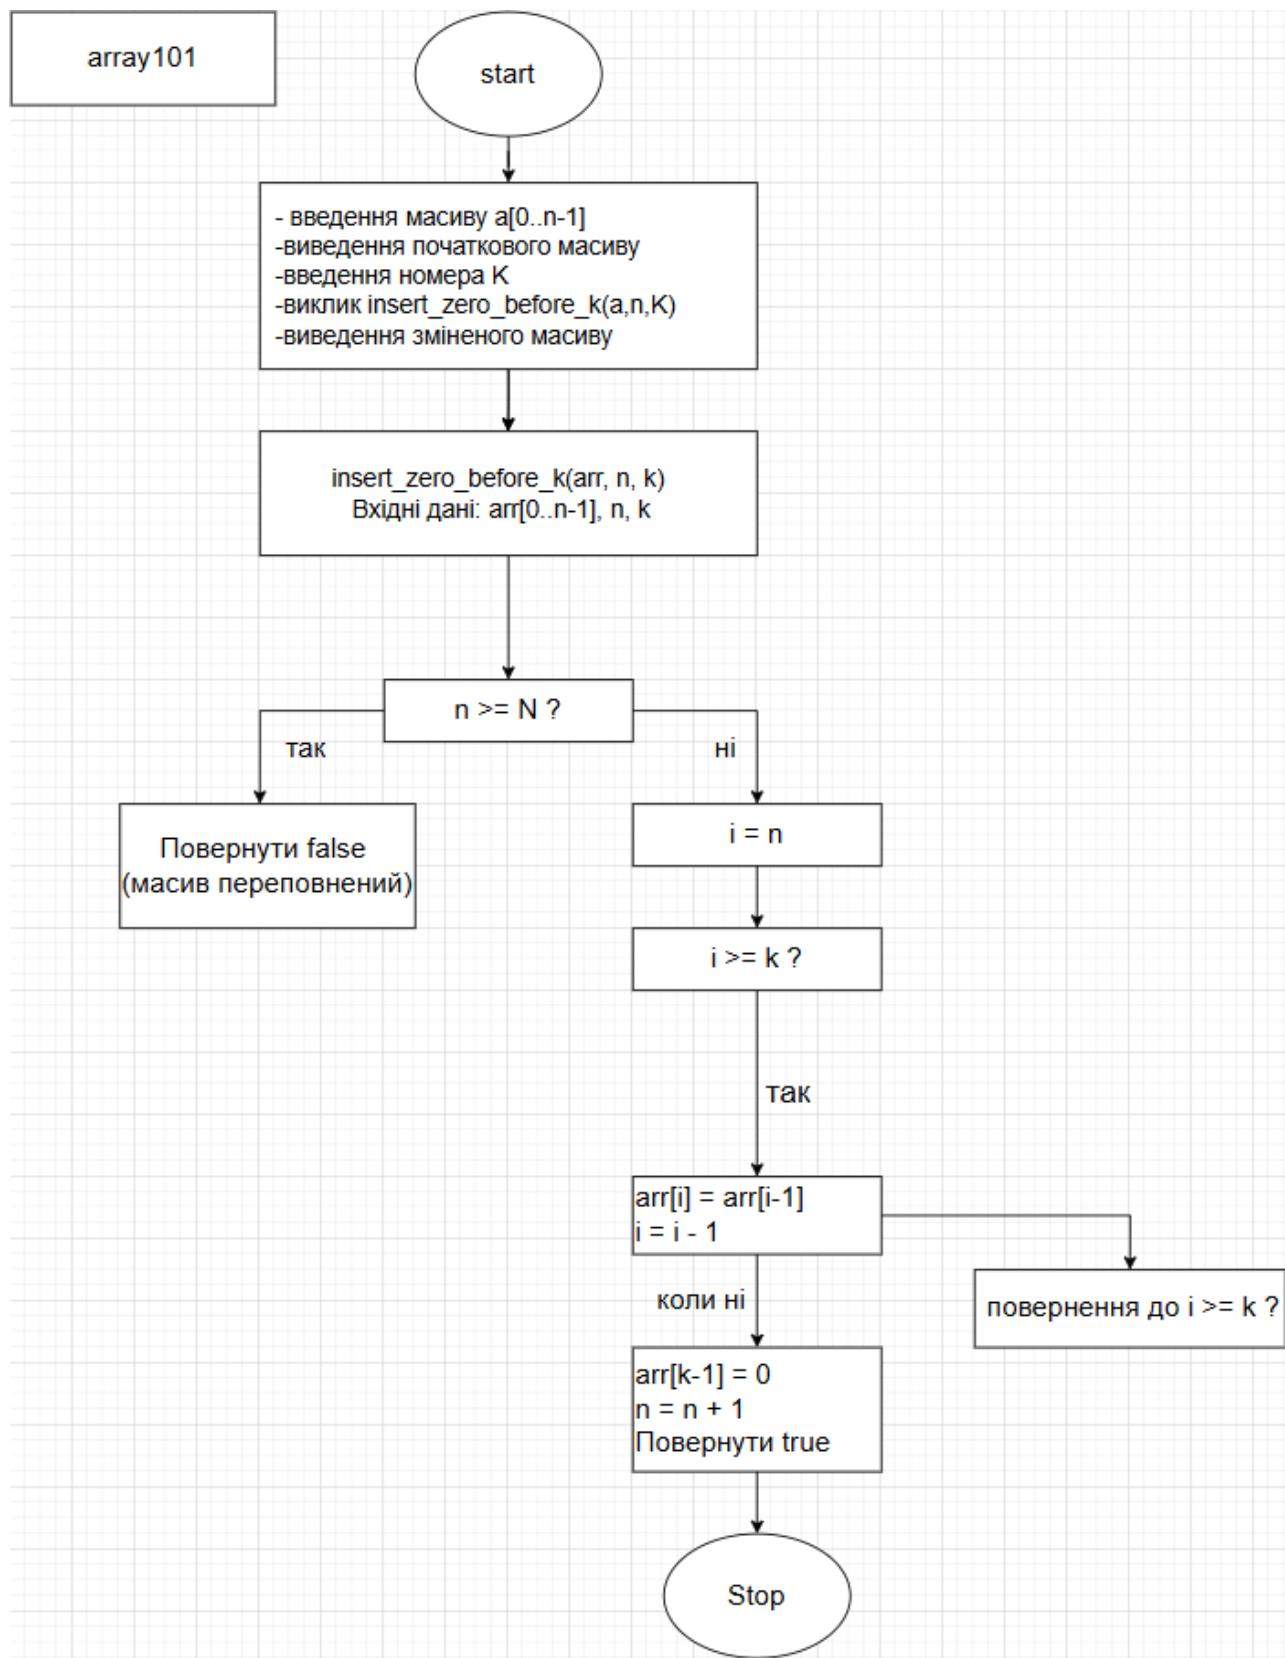 array101
start
- введення масиву a[0..n-1]
-виведення початкового масиву
-введення номера K
-виклик insert_zero_before_k(a,n,K)
-виведення зміненого масиву
insert_zero_before_k(arr, n, k)
Вхідні дані: arr[0..n-1], n, k
n >= N ?
так
ні
Повернути false
(масив переповнений)
i = n
i >= k ?
так
arr[i] = arr[i-1]
i = i - 1
коли ні
повернення до i >= k ?
arr[k-1] = 0
n = n + 1
Повернути true
Stop